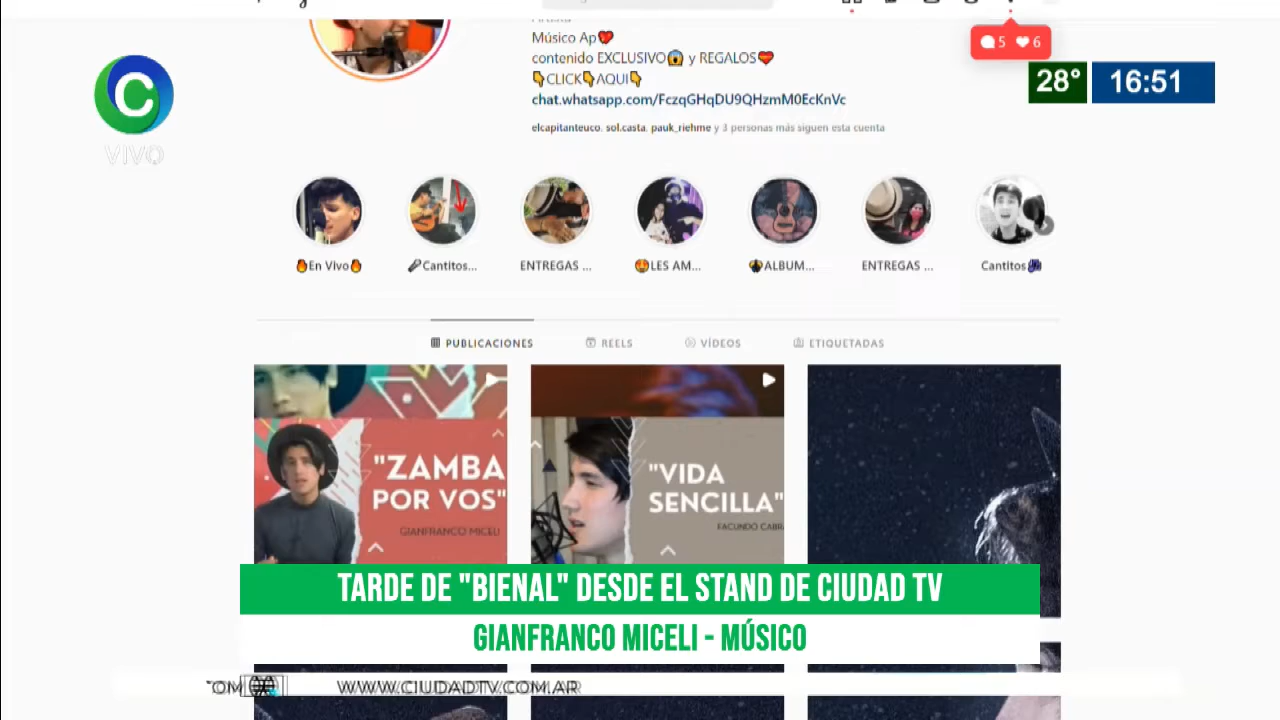 Músico Ap❤️
5 6
contenido EXCLUSIVO😱 y REGALOS❤️
👇CLICK👇AQUI👇
chat.whatsapp.com/FczqGHqDU9QHzmM0EcKnVc
elcapitanteuco, sol.casta, pauk_riehme y 3 personas más siguen esta cuenta
C
VIVO
28° 16:51
🔥En Vivo🔥
🎤Cantitos...
ENTREGAS ...
🤩LES AM...
ALBUM...
ENTREGAS ...
Cantitos
PUBLICACIONES
REELS
VÍDEOS
ETIQUETADAS
"ZAMBA
POR VOS"
GIANFRANCO MICELI
"VIDA
SENCILLA"
FACUNDO CABR
TARDE DE "BIENAL" DESDE EL STAND DE CIUDAD TV
GIANFRANCO MICELI - MÚSICO
WWW.CIUDADTV.COM.AR